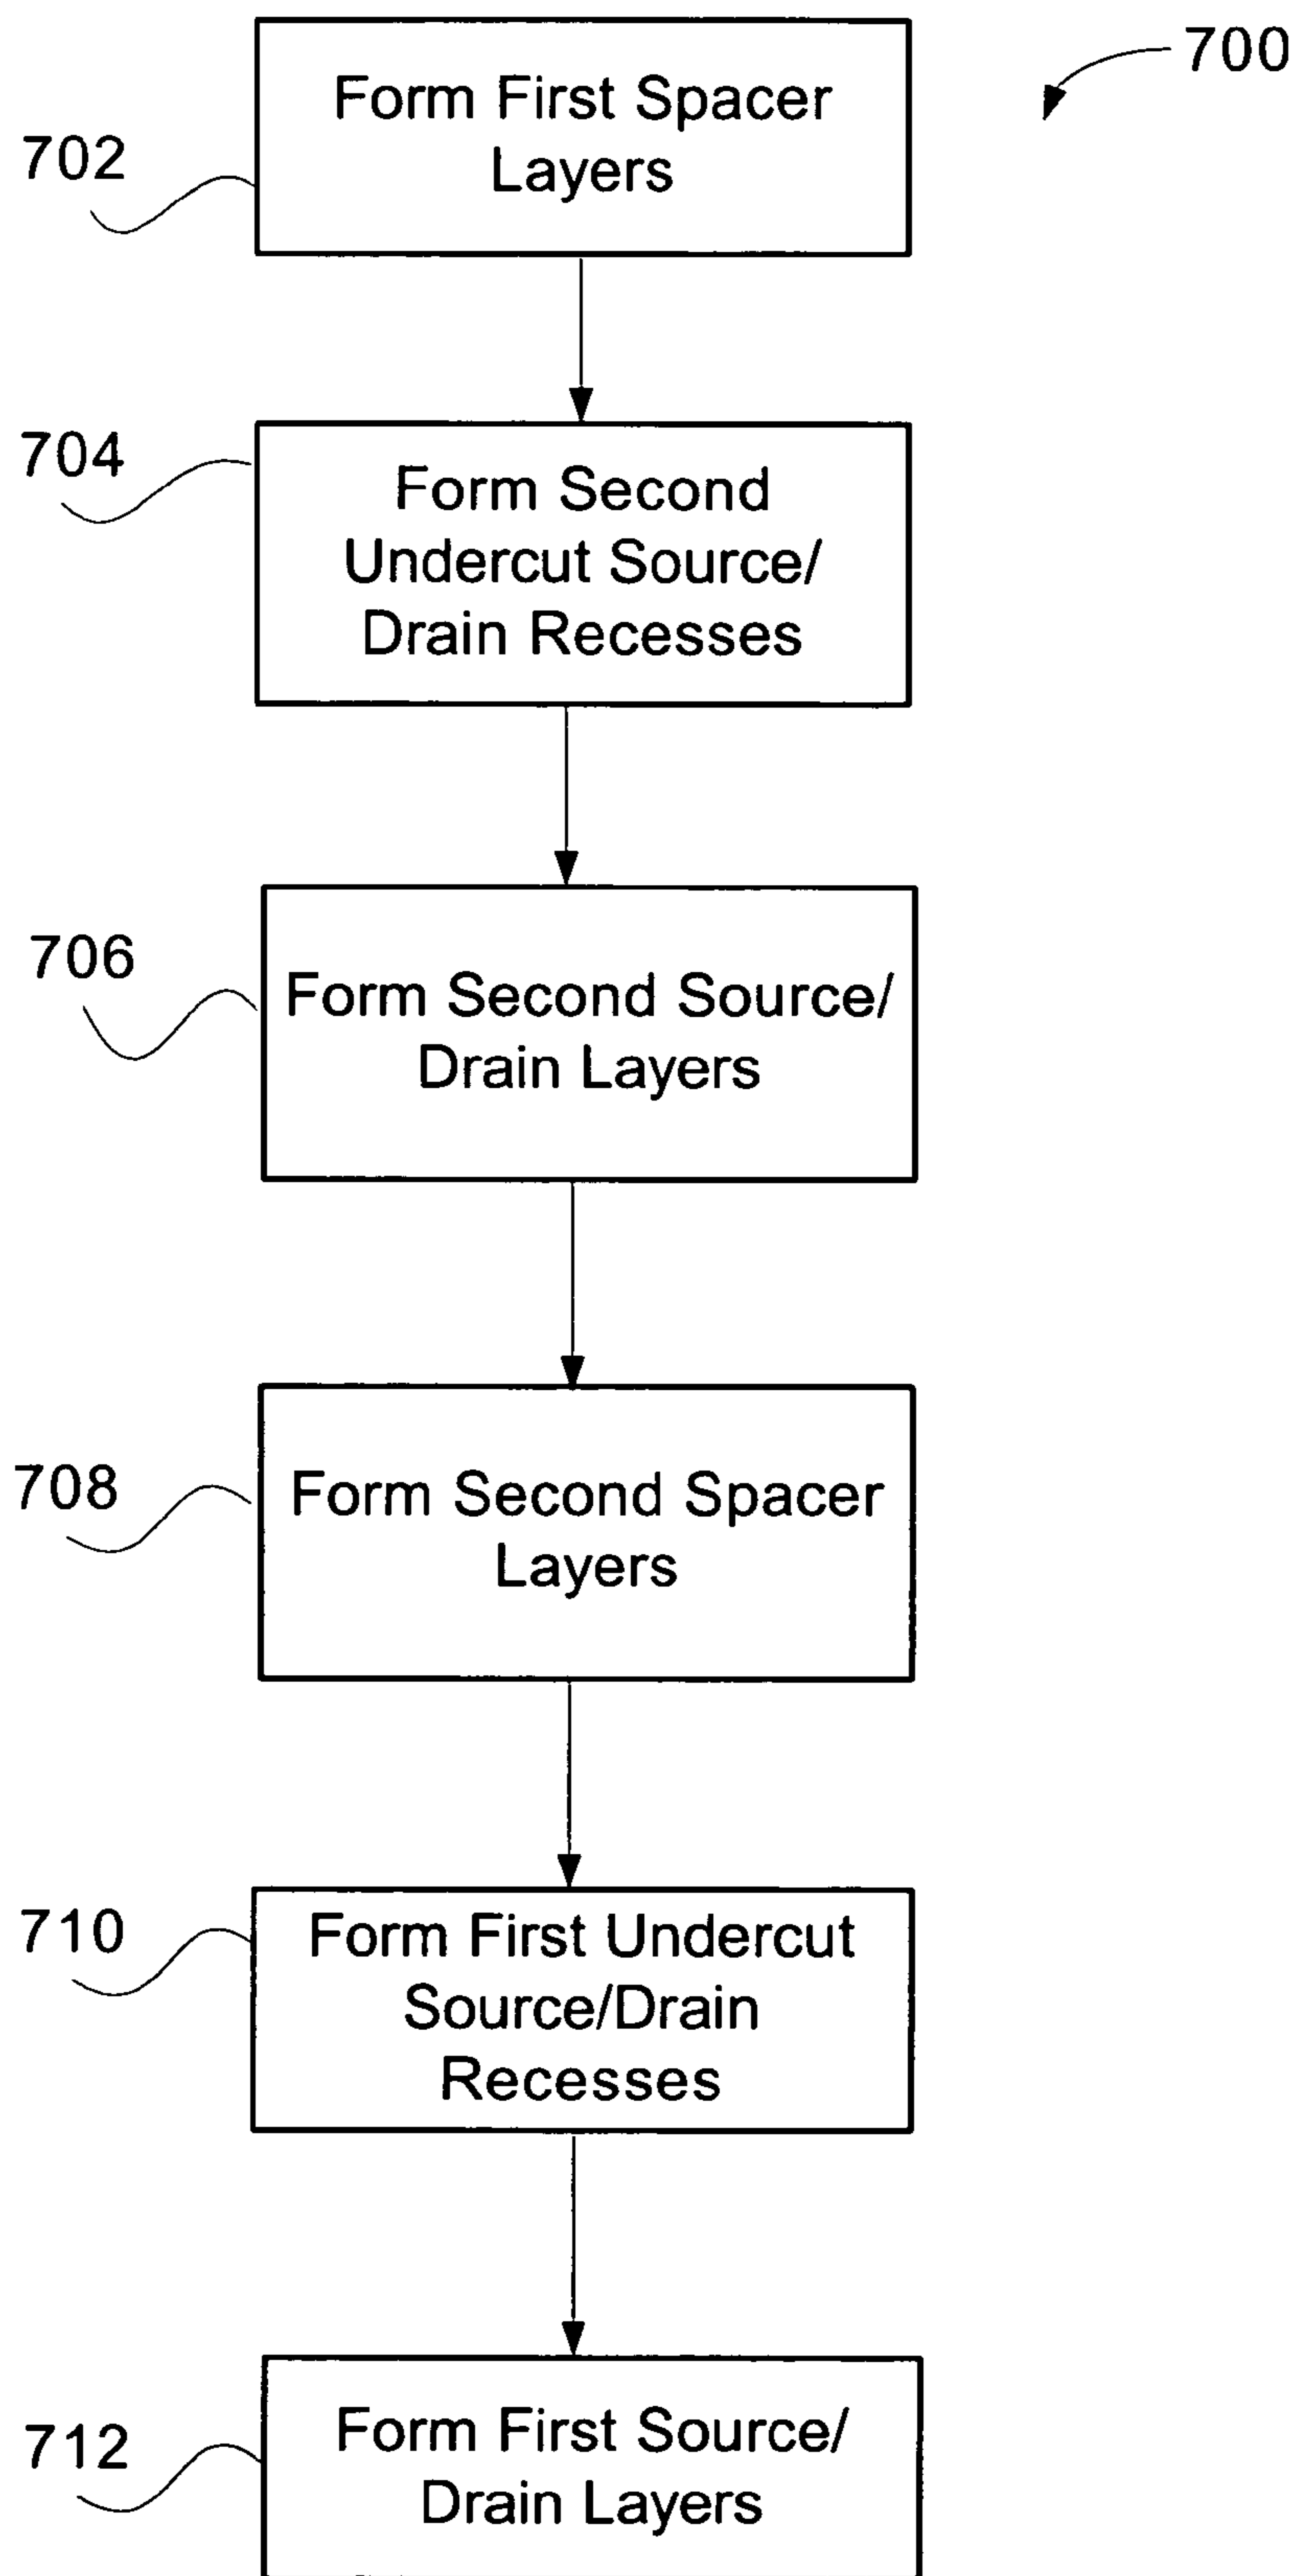 700
Form First Spacer
Layers
702
704
Form Second
Undercut Source/
Drain Recesses
706
Form Second Source/
Drain Layers
708
Form Second Spacer
Layers
710
Form First Undercut
Source/Drain
Recesses
712
Form First Source/
Drain Layers